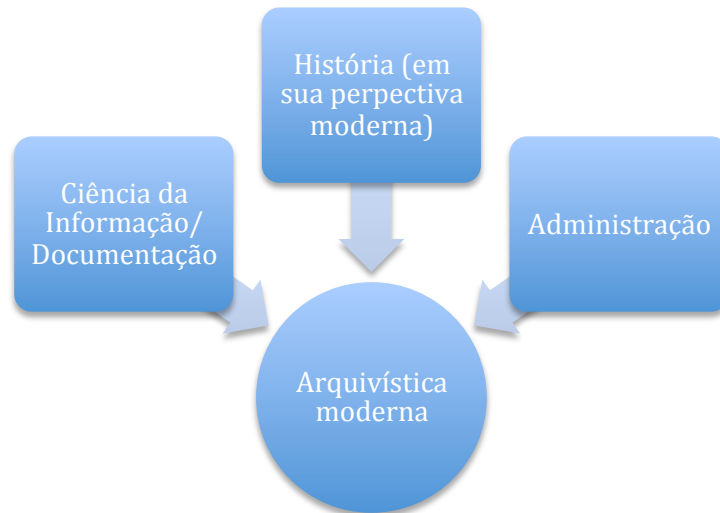 História (em
sua perpectiva
moderna)
Ciência da
Informação/
Documentação
Administração
Arquivística
moderna